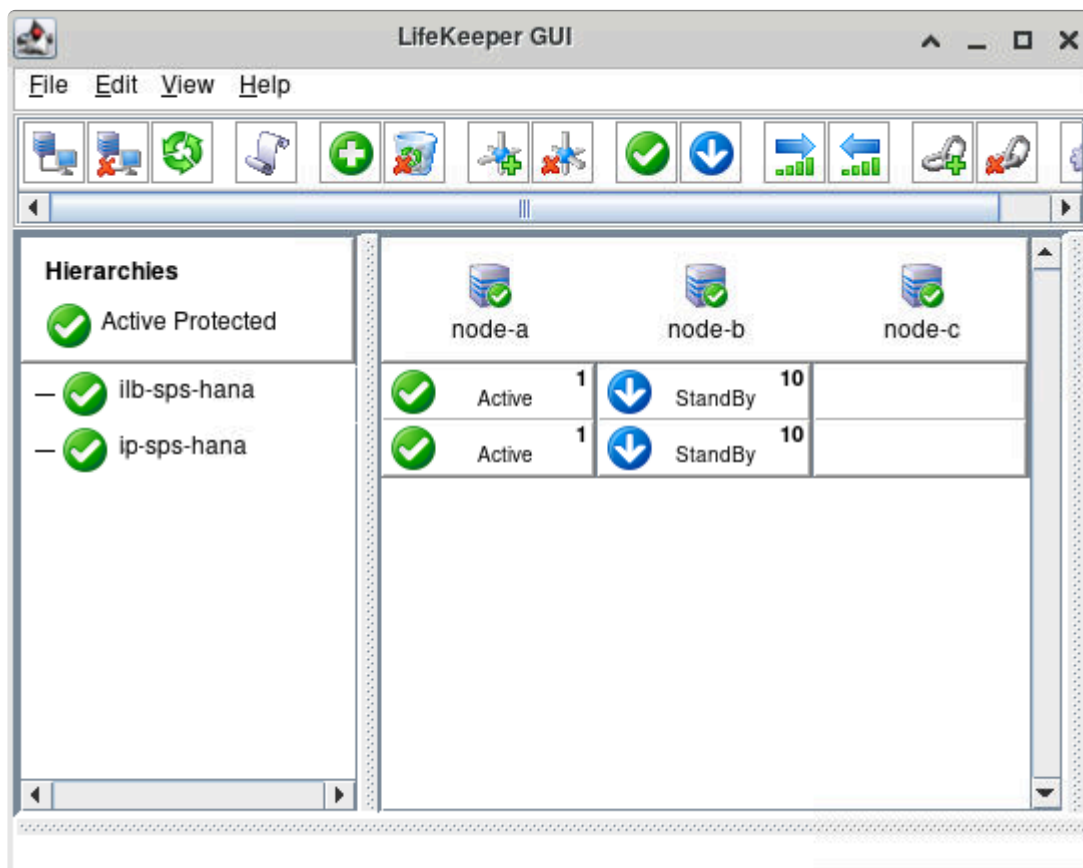 LifeKeeper GUI
File Edit View Help
Hierarchies
Active Protected
node-a node-b node-c
ilb-sps-hana Active 1 StandBy 10
ip-sps-hana Active 1 StandBy 10